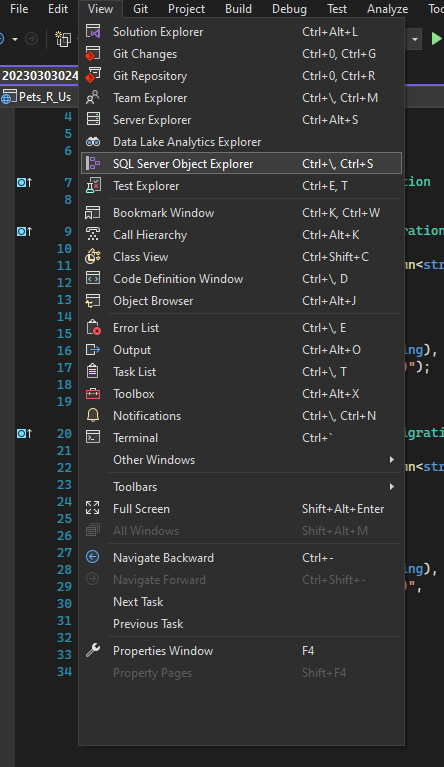 File Edit View Git Project Build Debug Test Analyze
Solution Explorer Ctrl+Alt+L
Git Changes Ctrl+0, Ctrl+G
Git Repository Ctrl+0, Ctrl+R
20230303024
Team Explorer Ctrl+\, Ctrl+M
Pets_R_Us
Server Explorer Ctrl+Alt+S
4
5
Data Lake Analytics Explorer
6
SQL Server Object Explorer Ctrl+\, Ctrl+S
7 Test Explorer Ctrl+E, T tion
8
Bookmark Window Ctrl+K, Ctrl+W
9 Call Hierarchy Ctrl+Alt+K ration
10
Class View Ctrl+Shift+C
11 mn<str
12 Code Definition Window Ctrl+\, D
13 Object Browser Ctrl+Alt+J
14
15 Error List Ctrl+\, E
16 Output Ctrl+Alt+O ing),
17 Task List Ctrl+\, T )");
18
Toolbox Ctrl+Alt+X
19
Notifications Ctrl+\, Ctrl+N
20 Terminal Ctrl+` igrati
21
Other Windows
22 mn<str
23 Toolbars
24
25 Full Screen Shift+Alt+Enter
26 All Windows Shift+Alt+M
27 Navigate Backward Ctrl+-
28 ing),
29 Navigate Forward Ctrl+Shift+- )",
30 Next Task
31 Previous Task
32
33 Properties Window F4
34 Property Pages Shift+F4